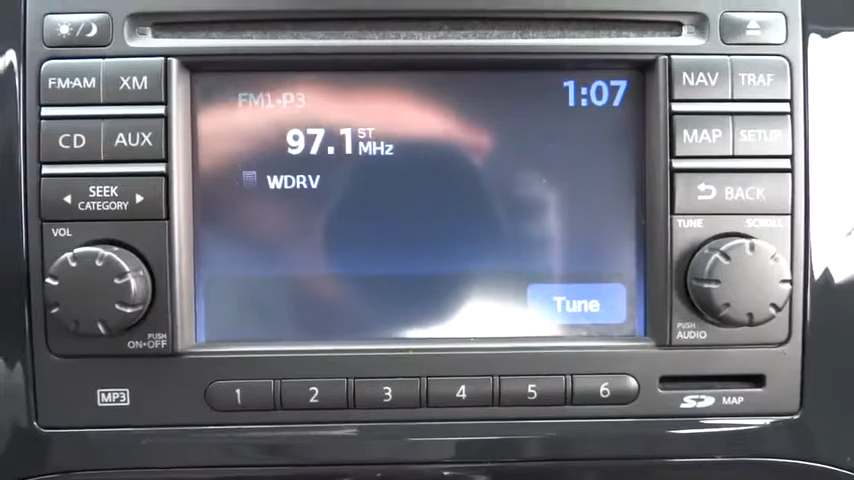 FM·AM XM
CD AUX
SEEK
CATEGORY
VOL
PUSH
ON•OFF
FM1•P3
1:07
97.1 ST MHz
WDRV
Tune
NAV TRAF
MAP SETUP
BACK
TUNE SCROLL
PUSH
AUDIO
MP3
1 2 3 4 5 6
SD MAP